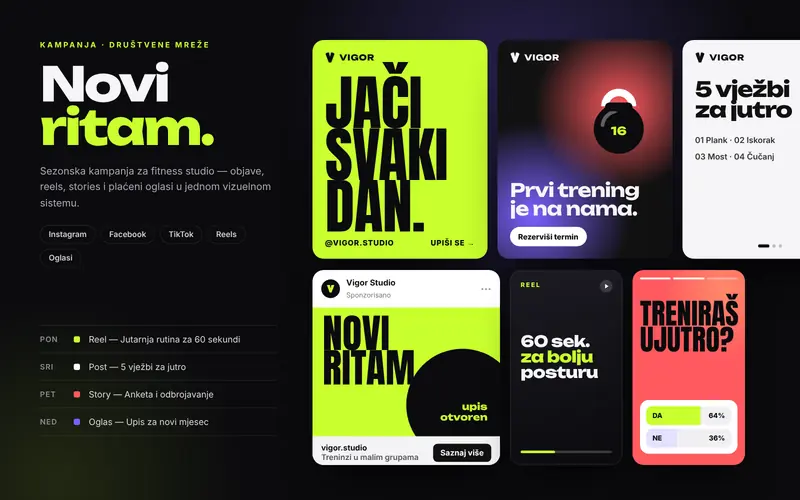 KAMPANJA · DRUŠTVENE MREŽE
Novi
ritam.
Sezonska kampanja za fitness studio — objave,
reels, stories i plaćeni oglasi u jednom vizuelnom
sistemu.
Instagram
Facebook
TikTok
Reels
Oglasi
PON Reel — Jutarnja rutina za 60 sekundi
SRI Post — 5 vježbi za jutro
PET Story — Anketa i odbrojavanje
NED Oglas — Upis za novi mjesec
VIGOR
JAČI
SVAKI
DAN.
@VIGOR.STUDIO UPIŠI SE →
VIGOR
16
Prvi trening
je na nama.
Rezerviši termin
VIGOR
5 vježbi
za jutro
01 Plank · 02 Iskorak
03 Most · 04 Čučanj
Vigor Studio
Sponzorisano
NOVI
RITAM
upis
otvoren
vigor.studio
Treninzi u malim grupama
Saznaj više
REEL
60 sek.
za bolju
posturu
TRENIRAŠ
UJUTRO?
DA 64%
NE 36%